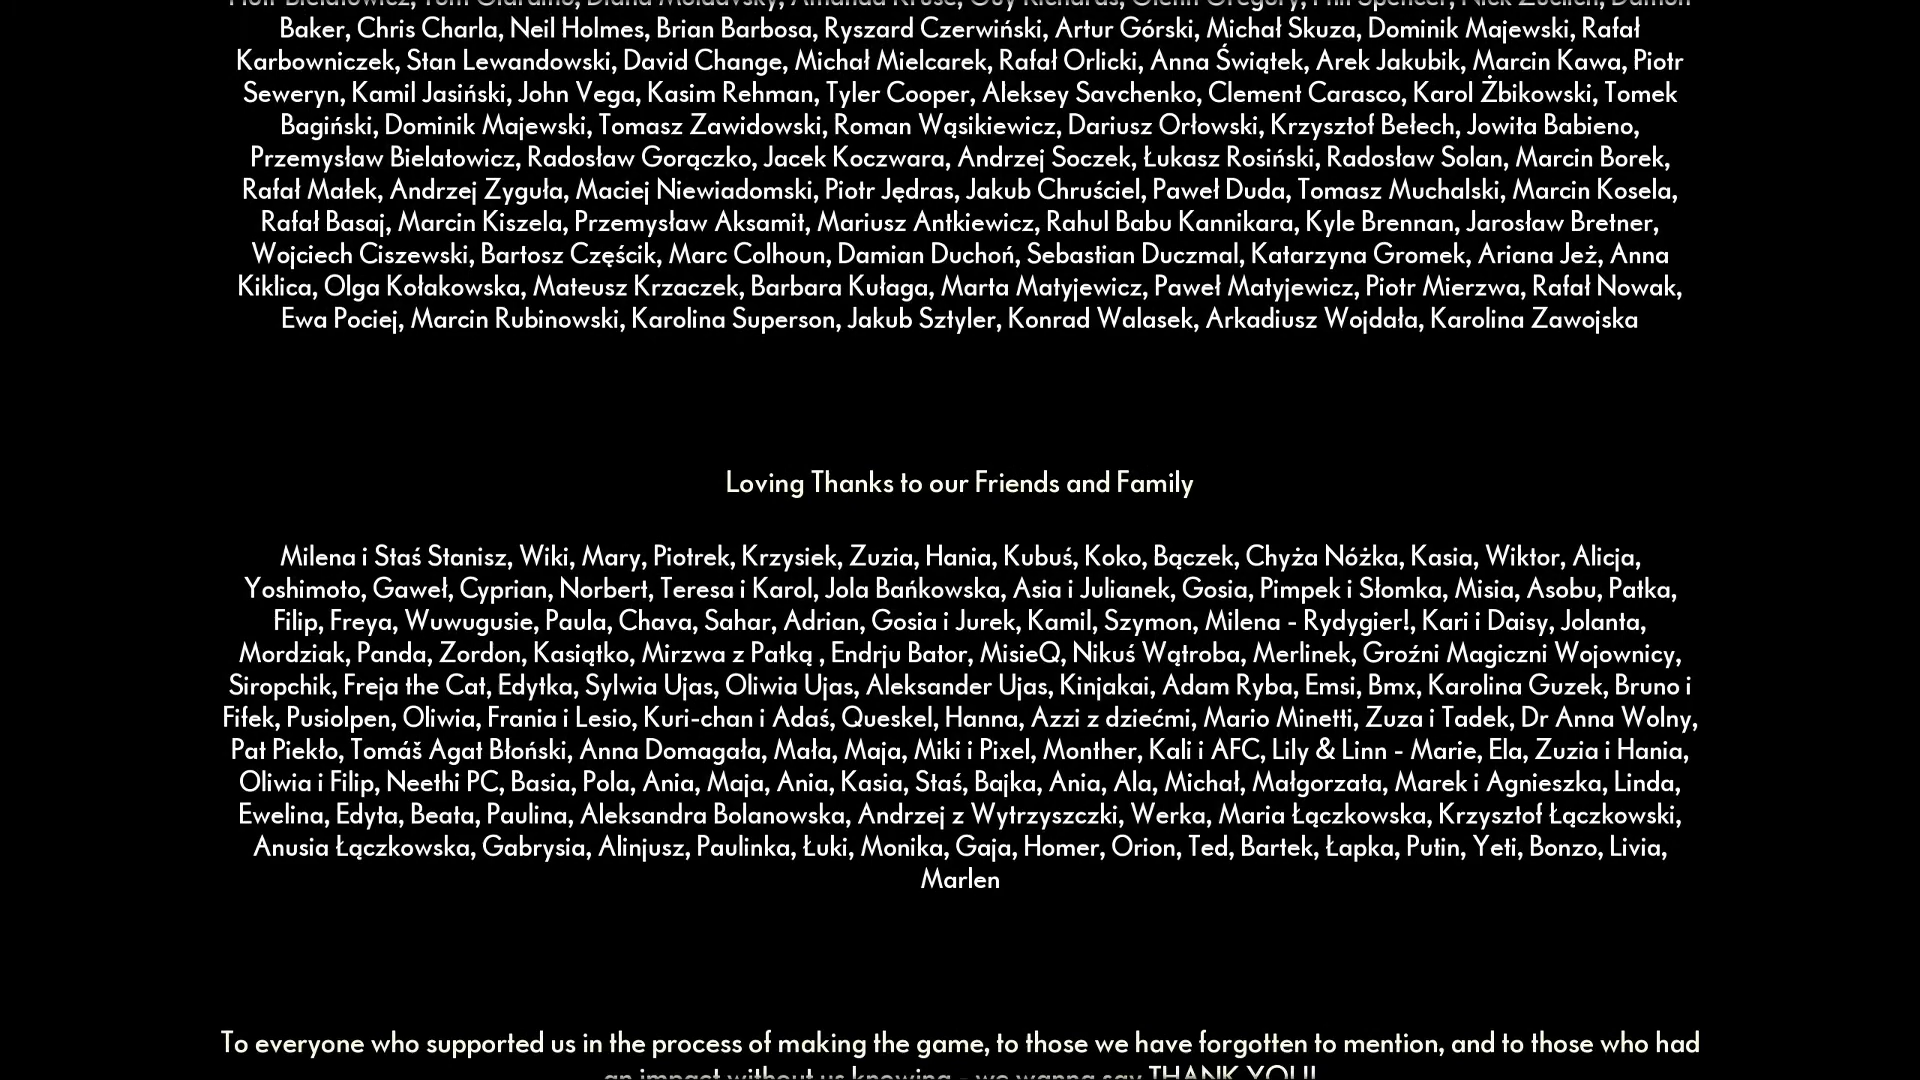 Baker, Chris Charla, Neil Holmes, Brian Barbosa, Ryszard Czerwiński, Artur Górski, Michał Skuza, Dominik Majewski, Rafał
Karbowniczek, Stan Lewandowski, David Change, Michał Mielcarek, Rafał Orlicki, Anna Świątek, Arek Jakubik, Marcin Kawa, Piotr
Seweryn, Kamil Jasiński, John Vega, Kasim Rehman, Tyler Cooper, Aleksey Savchenko, Clement Carasco, Karol Żbikowski, Tomek
Bagiński, Dominik Majewski, Tomasz Zawidowski, Roman Wąsikiewicz, Dariusz Orłowski, Krzysztof Bełech, Jowita Babieno,
Przemysław Bielatowicz, Radosław Gorączko, Jacek Koczwara, Andrzej Soczek, Łukasz Rosiński, Radosław Solan, Marcin Borek,
Rafał Małek, Andrzej Zyguła, Maciej Niewiadomski, Piotr Jędras, Jakub Chruściel, Paweł Duda, Tomasz Muchalski, Marcin Kosela,
Rafał Basaj, Marcin Kiszela, Przemysław Aksamit, Mariusz Antkiewicz, Rahul Babu Kannikara, Kyle Brennan, Jarosław Bretner,
Wojciech Ciszewski, Bartosz Częścik, Marc Colhoun, Damian Duchoń, Sebastian Duczmal, Katarzyna Gromek, Ariana Jeż, Anna
Kiklica, Olga Kołakowska, Mateusz Krzaczek, Barbara Kułaga, Marta Matyjewicz, Paweł Matyjewicz, Piotr Mierzwa, Rafał Nowak,
Ewa Pociej, Marcin Rubinowski, Karolina Superson, Jakub Sztyler, Konrad Walasek, Arkadiusz Wojdała, Karolina Zawojska
Loving Thanks to our Friends and Family
Milena i Staś Stanisz, Wiki, Mary, Piotrek, Krzysiek, Zuzia, Hania, Kubuś, Koko, Bączek, Chyża Nóżka, Kasia, Wiktor, Alicja,
Yoshimoto, Gaweł, Cyprian, Norbert, Teresa i Karol, Jola Bańkowska, Asia i Julianek, Gosia, Pimpek i Słomka, Misia, Asobu, Patka,
Filip, Freya, Wuwugusie, Paula, Chava, Sahar, Adrian, Gosia i Jurek, Kamil, Szymon, Milena - Rydygier!, Kari i Daisy, Jolanta,
Mordziak, Panda, Zordon, Kasiątko, Mirzwa z Patką , Endrju Bator, MisieQ, Nikuś Wątroba, Merlinek, Groźni Magiczni Wojownicy,
Siropchik, Freja the Cat, Edytka, Sylwia Ujas, Oliwia Ujas, Aleksander Ujas, Kinjakai, Adam Ryba, Emsi, Bmx, Karolina Guzek, Bruno i
Fifek, Pusiolpen, Oliwia, Frania i Lesio, Kuri-chan i Adaś, Queskel, Hanna, Azzi z dziećmi, Mario Minetti, Zuza i Tadek, Dr Anna Wolny,
Pat Piekło, Tomáš Agat Błoński, Anna Domagała, Mała, Maja, Miki i Pixel, Monther, Kali i AFC, Lily & Linn - Marie, Ela, Zuzia i Hania,
Oliwia i Filip, Neethi PC, Basia, Pola, Ania, Maja, Ania, Kasia, Staś, Bajka, Ania, Ala, Michał, Małgorzata, Marek i Agnieszka, Linda,
Ewelina, Edyta, Beata, Paulina, Aleksandra Bolanowska, Andrzej z Wytrzyszczki, Werka, Maria Łączkowska, Krzysztof Łączkowski,
Anusia Łączkowska, Gabrysia, Alinjusz, Paulinka, Łuki, Monika, Gaja, Homer, Orion, Ted, Bartek, Łapka, Putin, Yeti, Bonzo, Livia,
Marlen
To everyone who supported us in the process of making the game, to those we have forgotten to mention, and to those who had
an impact without us knowing - we wanna say THANK YOU!